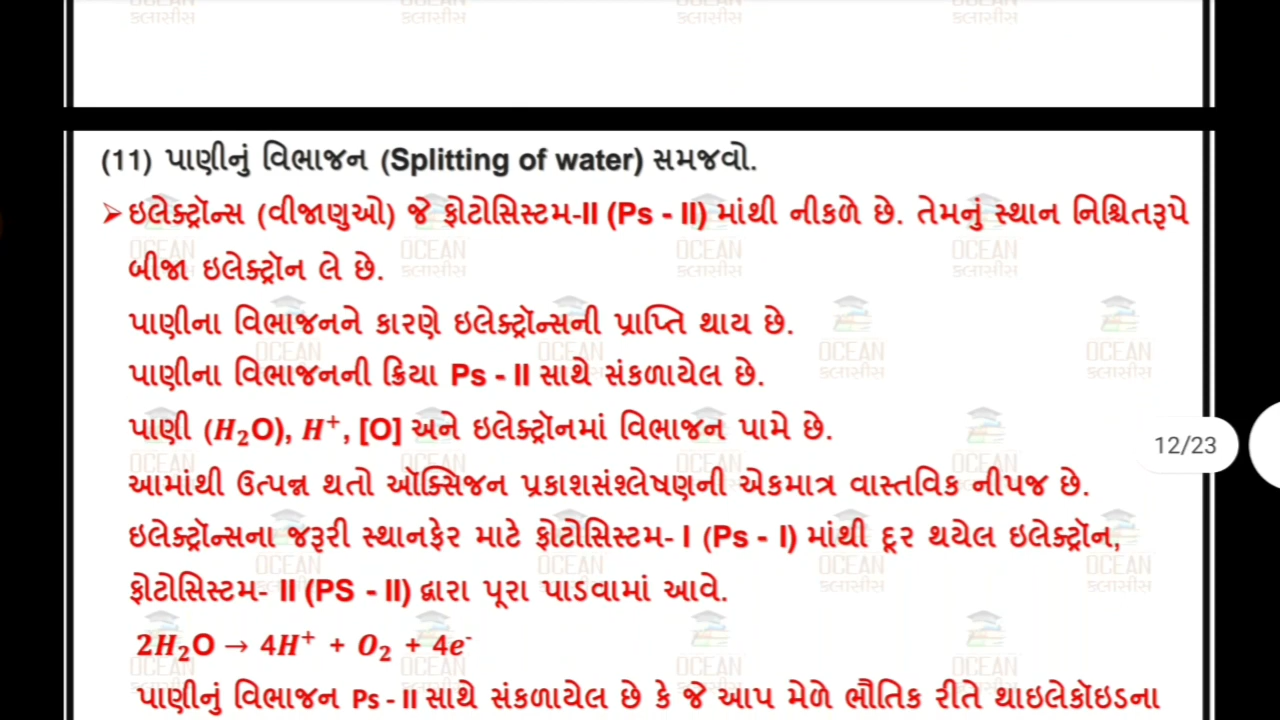 (11) પાણીનું વિભાજન (Splitting of water) સમજવો.
➢ ઇલેક્ટ્રૉન્સ (વીજાણુઓ) જે ફોટોસિસ્ટમ-II (Ps - II) માંથી નીકળે છે. તેમનું સ્થાન નિશ્ચિતરૂપે
બીજા ઇલેક્ટ્રૉન લે છે.
પાણીના વિભાજનને કારણે ઇલેક્ટ્રૉન્સની પ્રાપ્તિ થાય છે.
પાણીના વિભાજનની ક્રિયા Ps - II સાથે સંકળાયેલ છે.
પાણી (H₂O), H⁺, [O] અને ઇલેક્ટ્રૉનમાં વિભાજન પામે છે.
12/23
આમાંથી ઉત્પન્ન થતો ઑક્સિજન પ્રકાશસંશ્લેષણની એકમાત્ર વાસ્તવિક નીપજ છે.
ઇલેક્ટ્રૉન્સના જરૂરી સ્થાનફેર માટે ફોટોસિસ્ટમ- I (Ps - I) માંથી દૂર થયેલ ઇલેક્ટ્રૉન,
ફોટોસિસ્ટમ- II (PS - II) દ્વારા પૂરા પાડવામાં આવે.
2H₂O → 4H⁺ + O₂ + 4e⁻
પાણીનું વિભાજન Ps - II સાથે સંકળાયેલ છે કે જે આપ મેળે ભૌતિક રીતે થાઇલેકૉઇડના
OCEAN
ક્લાસીસ